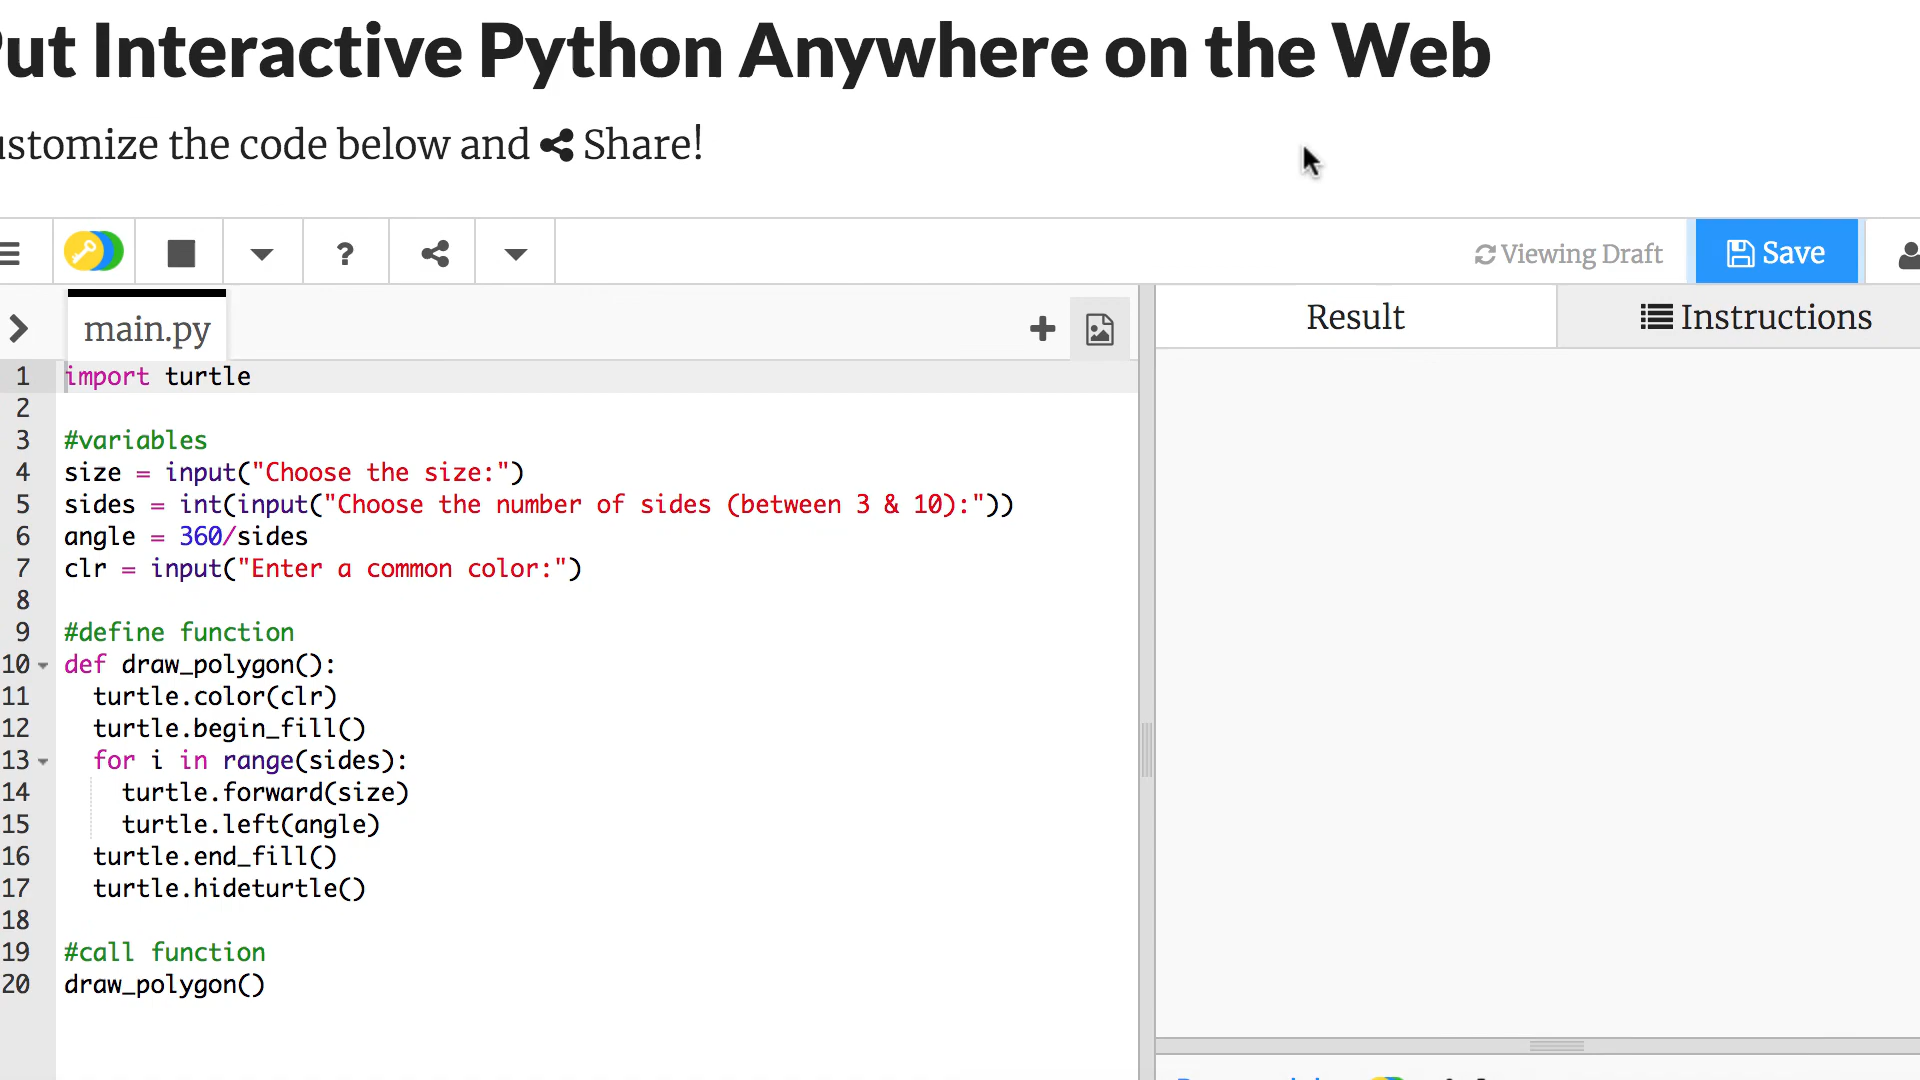 ut Interactive Python Anywhere on the Web
ustomize the code below and Share!
?
Viewing Draft
Save
main.py
+
Result
Instructions
1 import turtle
2
3 #variables
4 size = input("Choose the size:")
5 sides = int(input("Choose the number of sides (between 3 & 10):"))
6 angle = 360/sides
7 clr = input("Enter a common color:")
8
9 #define function
10 def draw_polygon():
11 turtle.color(clr)
12 turtle.begin_fill()
13 for i in range(sides):
14 turtle.forward(size)
15 turtle.left(angle)
16 turtle.end_fill()
17 turtle.hideturtle()
18
19 #call function
20 draw_polygon()